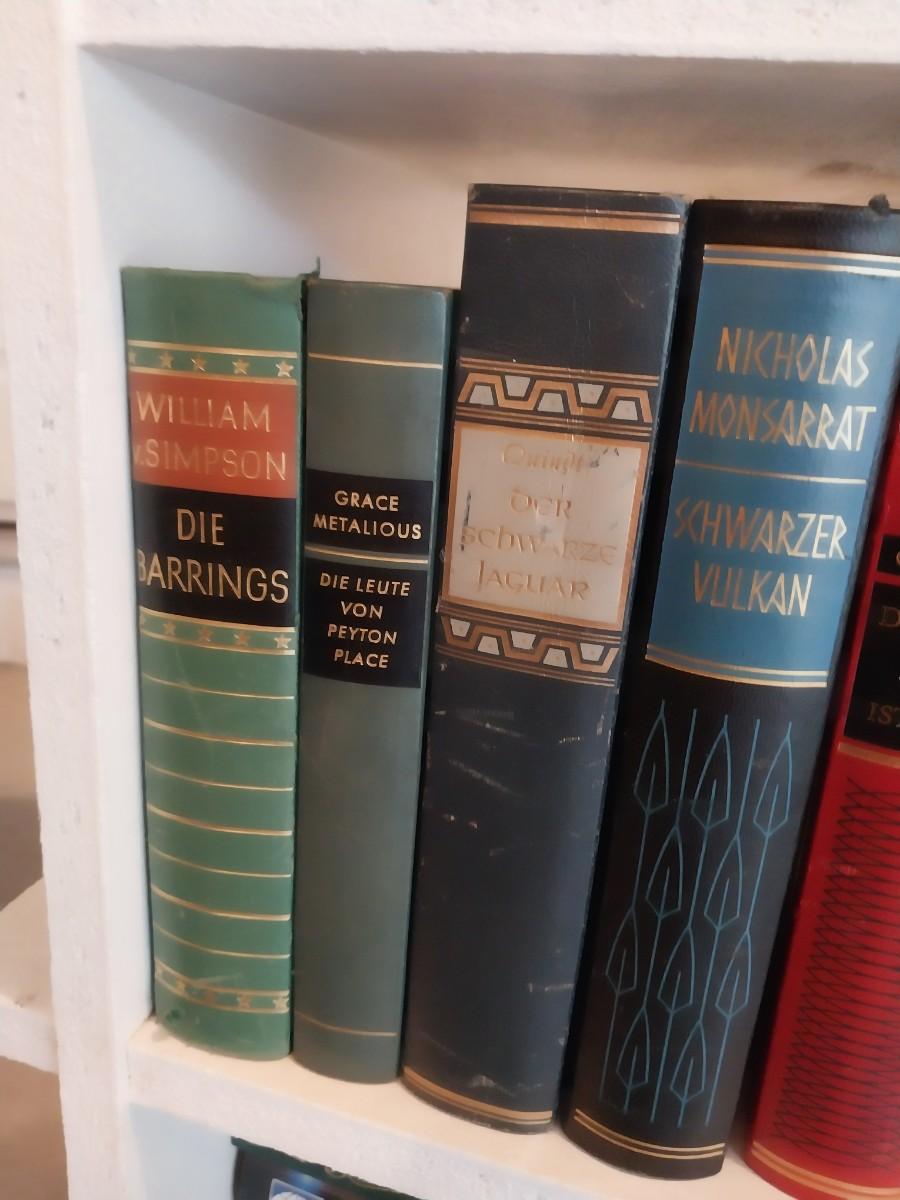 WILLIAM
v.SIMPSON
DIE
BARRINGS
GRACE
METALIOUS
DIE LEUTE
VON
PEYTON
PLACE
DER
SCHWARZE
JAGUAR
NICHOLAS
MONSARRAT
SCHWARZER
VULKAN